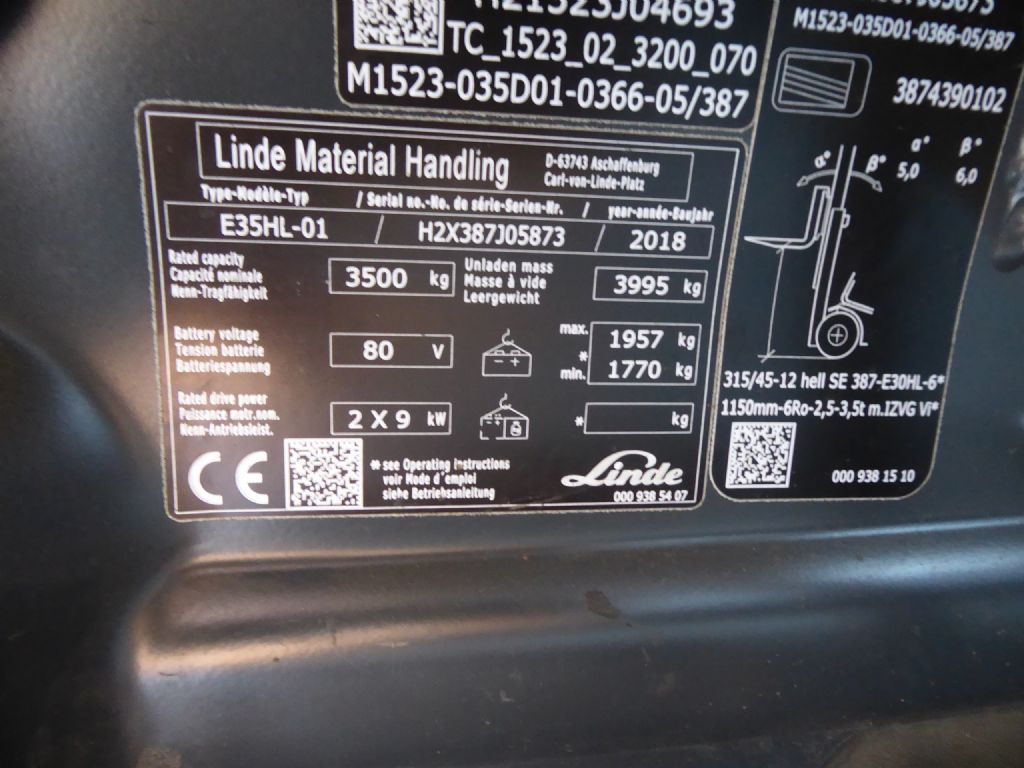 TC_1523_02_3200_070
M1523-035D01-0366-05/387
Linde Material Handling
D-63743 Aschaffenburg
Carl-von-Linde-Platz
Type-Modèle-Typ / Serial no.-No. de série-Serien-Nr. / year-année-Baujahr
E35HL-01 / H2X387J05873 / 2018
Rated capacity
Capacité nominale
Nenn-Tragfähigkeit
3500 kg
Unladen mass
Masse à vide
Leergewicht
3995 kg
Battery voltage
Tension batterie
Batteriespannung
80 V
- +
max. 1957 kg
*
min. 1770 kg
Rated drive power
Puissance motr.nom.
Nenn-Antriebsleist.
2 X 9 kW
* kg
CE
* see Operating Instructions
voir Mode d'emploi
siehe Betriebsanleitung
Linde
000 938 54 07
M1523-035D01-0366-05/387
3874390102
α° β°
5,0 6,0
α° β°
315/45-12 hell SE 387-E30HL-6*
1150mm-6Ro-2,5-3,5t m.IZVG Vi*
000 938 15 10